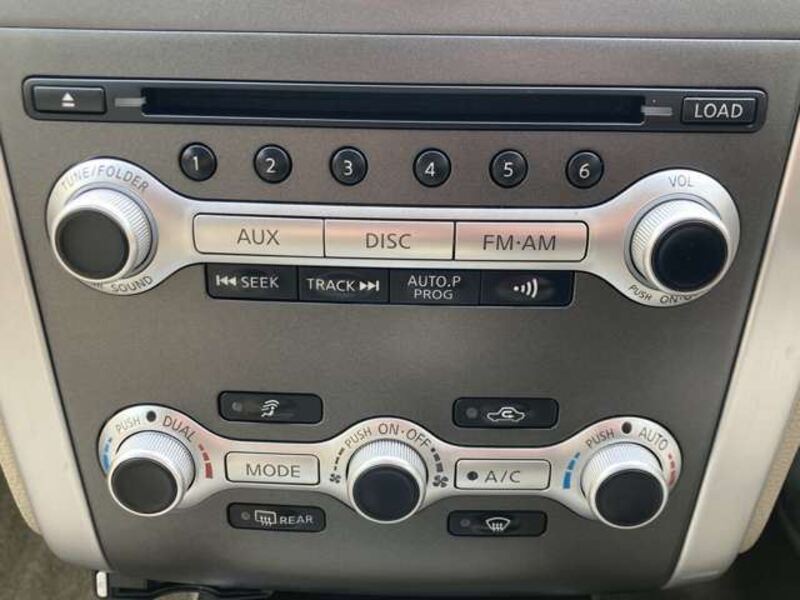 LOAD
1 2 3 4 5 6
TUNE/FOLDER
VOL
AUX DISC FM·AM
SOUND
SEEK TRACK AUTO.P
PROG
PUSH ON·O
PUSH DUAL
PUSH ON·OFF
PUSH AUTO
MODE A/C
REAR